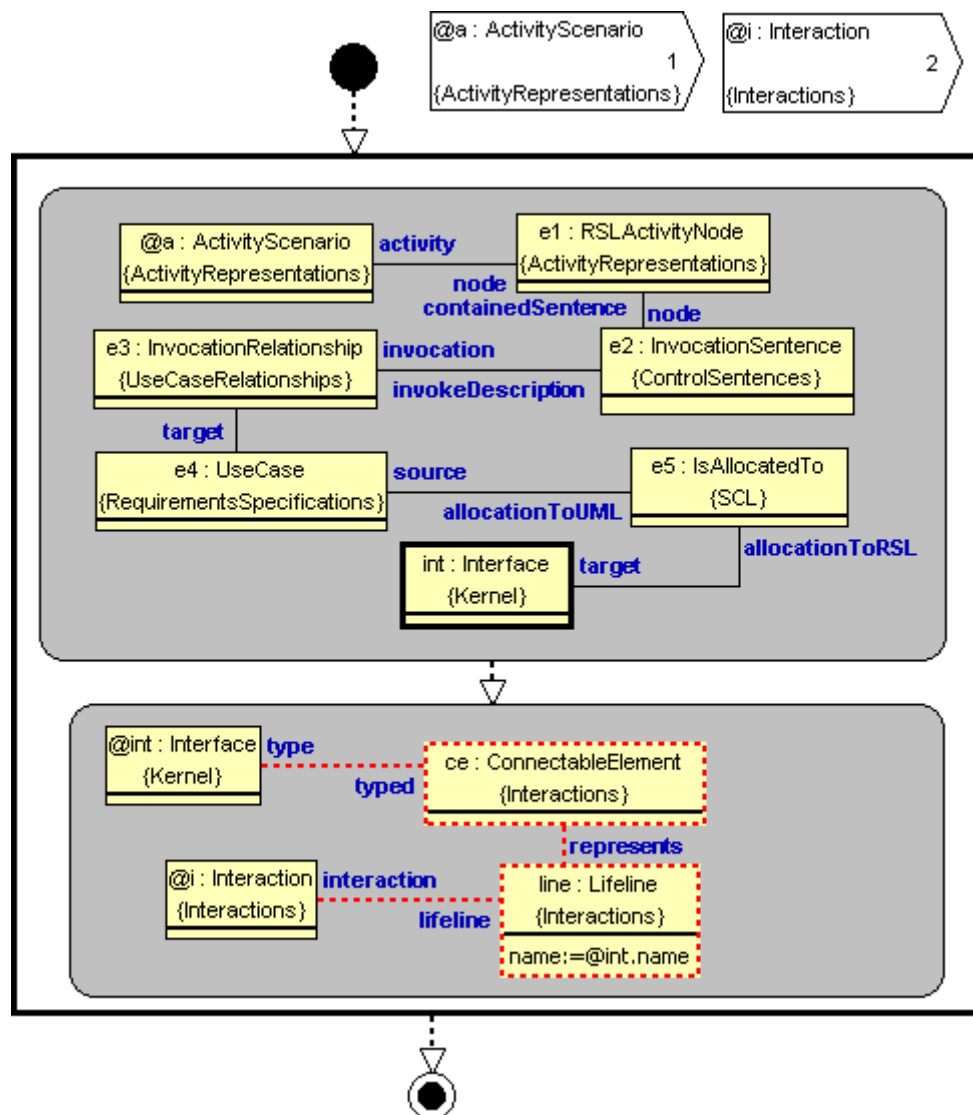 @a : ActivityScenario
1
{ActivityRepresentations}
@i : Interaction
2
{Interactions}
@a : ActivityScenario
{ActivityRepresentations}
activity
node
e1 : RSLActivityNode
{ActivityRepresentations}
containedSentence
node
e3 : InvocationRelationship
{UseCaseRelationships}
invocation
invokeDescription
e2 : InvocationSentence
{ControlSentences}
target
e4 : UseCase
{RequirementsSpecifications}
source
allocationToUML
e5 : IsAllocatedTo
{SCL}
allocationToRSL
int : Interface
{Kernel}
target
@int : Interface
{Kernel}
type
typed
ce : ConnectableElement
{Interactions}
represents
@i : Interaction
{Interactions}
interaction
lifeline
line : Lifeline
{Interactions}
name:=@int.name